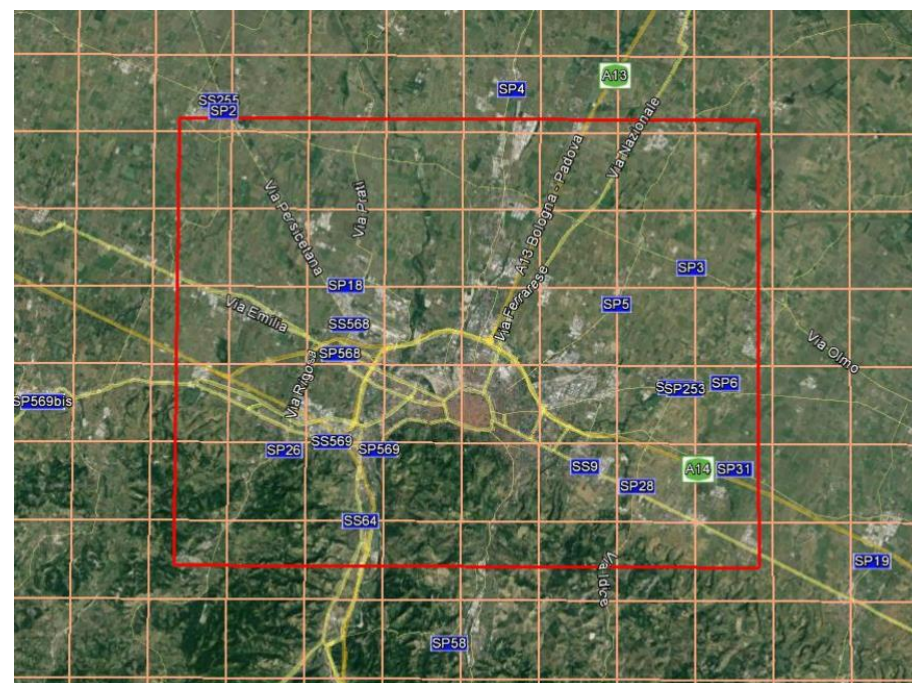 A13
SP4
SS255
SP2
Via Nazionale
A13 Bologna - Padova
Via Prati
Via Persicetana
SP3
SP18
SP5
Via Ferrarese
Via Emilia
SS568
Via Olmo
SP568
Via Rigosa
SP253
SP6
SP569bis
SS569
SP26
SP569
SS9
A14
SP31
SP28
SS64
SP19
Via Idice
SP58